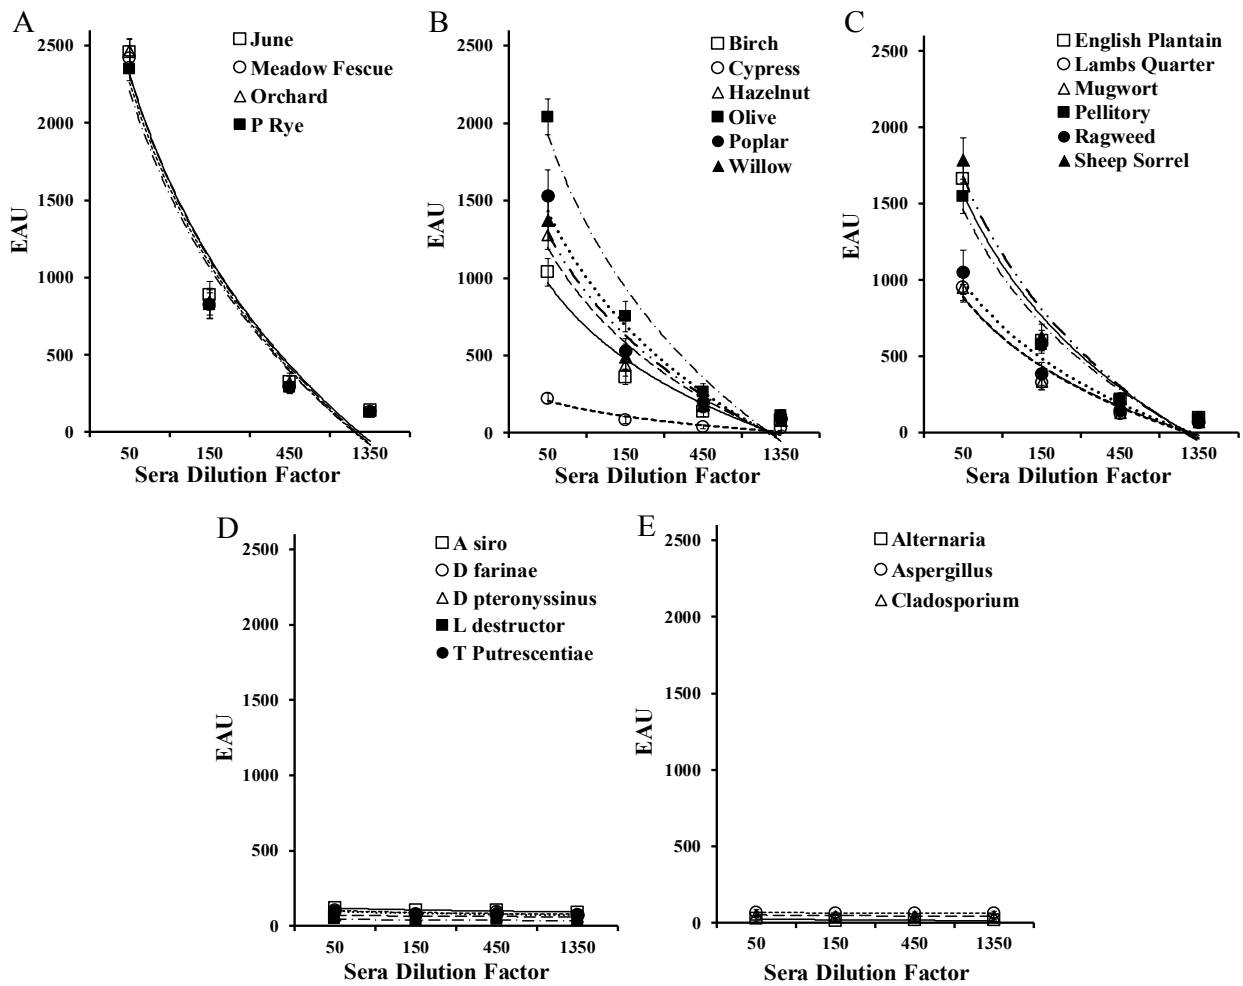 A
2500
2000
1500
1000
500
0
EAU
50 150 450 1350
Sera Dilution Factor
June
Meadow Fescue
Orchard
P Rye
B
2500
2000
1500
1000
500
0
EAU
50 150 450 1350
Sera Dilution Factor
Birch
Cypress
Hazelnut
Olive
Poplar
Willow
C
2500
2000
1500
1000
500
0
EAU
50 150 450 1350
Sera Dilution Factor
English Plantain
Lambs Quarter
Mugwort
Pellitory
Ragweed
Sheep Sorrel
D
2500
2000
1500
1000
500
0
EAU
50 150 450 1350
Sera Dilution Factor
A siro
D farinae
D pteronyssinus
L destructor
T Putrescentiae
E
2500
2000
1500
1000
500
0
EAU
50 150 450 1350
Sera Dilution Factor
Alternaria
Aspergillus
Cladosporium